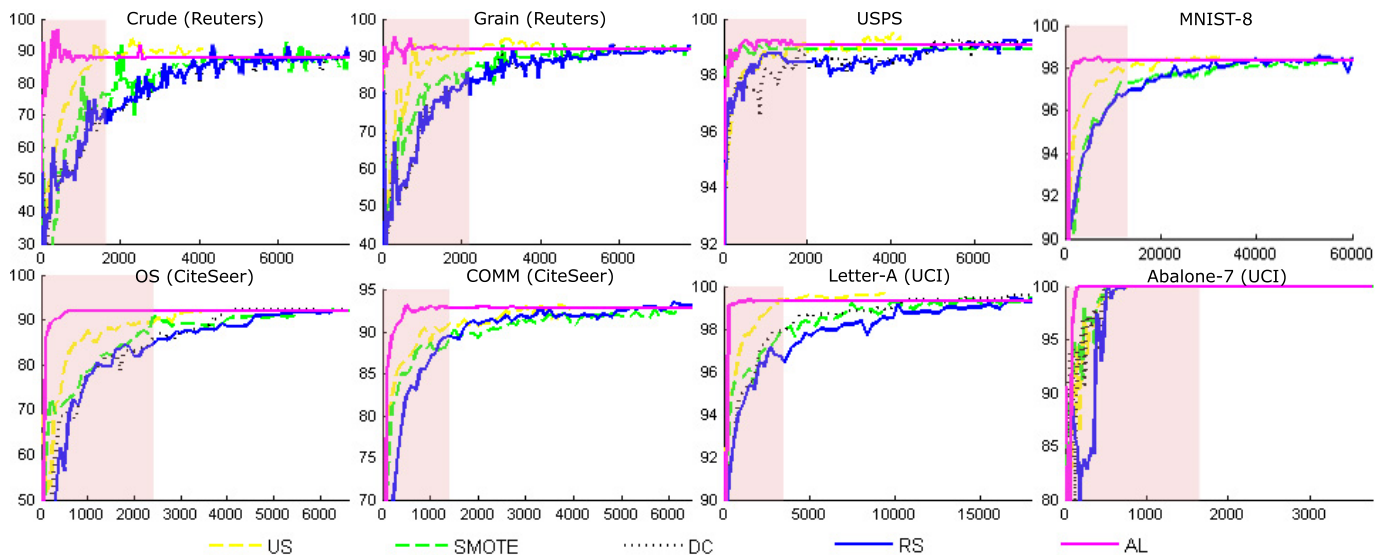 Crude (Reuters)
100
90
80
70
60
50
40
30
0 2000 4000 6000
Grain (Reuters)
100
90
80
70
60
50
40
0 2000 4000 6000
USPS
100
98
96
94
92
0 2000 4000 6000
MNIST-8
98
96
94
92
90
0 20000 40000 60000
OS (CiteSeer)
100
90
80
70
60
50
0 1000 2000 3000 4000 5000 6000
COMM (CiteSeer)
95
90
85
80
75
70
0 1000 2000 3000 4000 5000 6000
Letter-A (UCI)
100
98
96
94
92
90
0 5000 10000 15000
Abalone-7 (UCI)
100
95
90
85
80
0 1000 2000 3000
US SMOTE DC RS AL